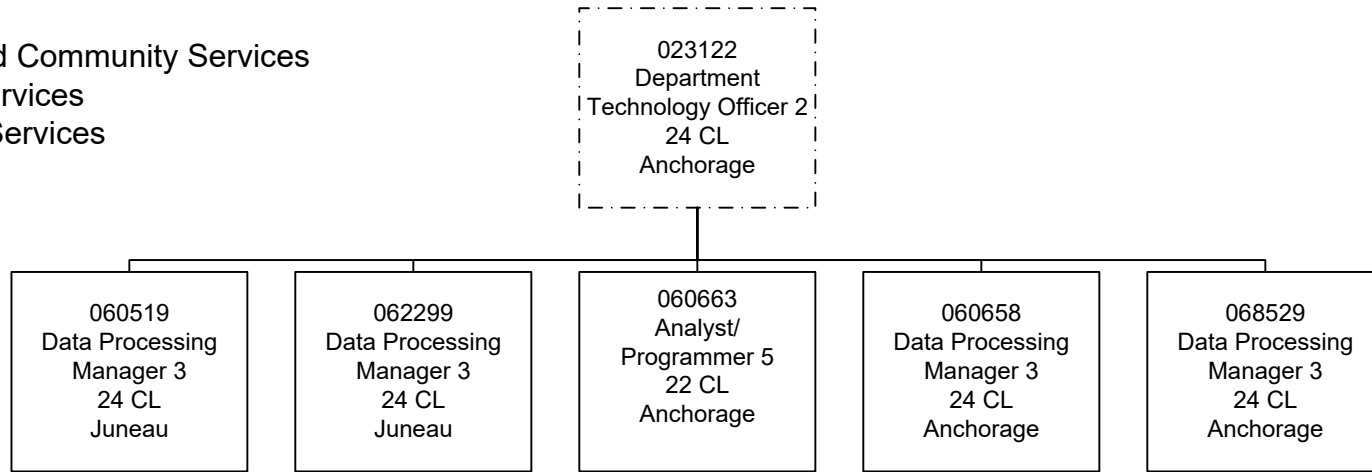 d Community Services
rvices
Services
023122
Department
Technology Officer 2
24 CL
Anchorage
060519
Data Processing
Manager 3
24 CL
Juneau
062299
Data Processing
Manager 3
24 CL
Juneau
060663
Analyst/
Programmer 5
22 CL
Anchorage
060658
Data Processing
Manager 3
24 CL
Anchorage
068529
Data Processing
Manager 3
24 CL
Anchorage